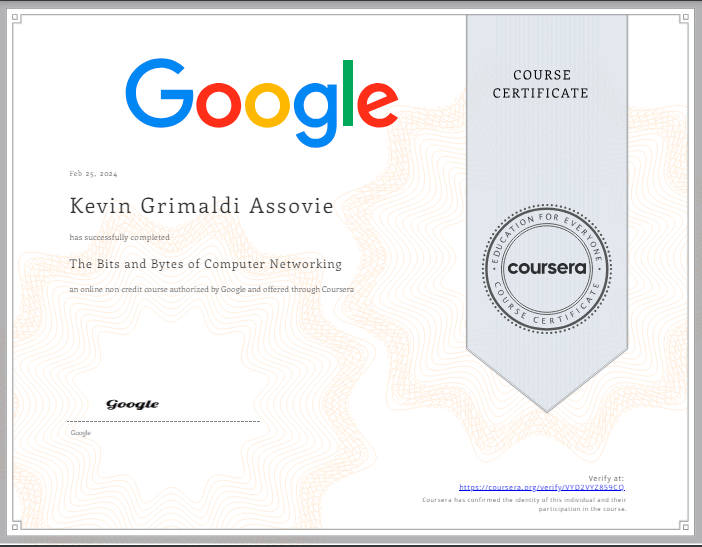 Google
COURSE
CERTIFICATE
Feb 25, 2024
Kevin Grimaldi Assovie
has successfully completed
The Bits and Bytes of Computer Networking
an online non credit course authorized by Google and offered through Coursera
EDUCATION FOR EVERYONE
coursera
COURSE CERTIFICATE
Google
Google
Verify at:
https://coursera.org/verify/VYD2VYZ859CQ
Coursera has confirmed the identity of this individual and their
participation in the course.